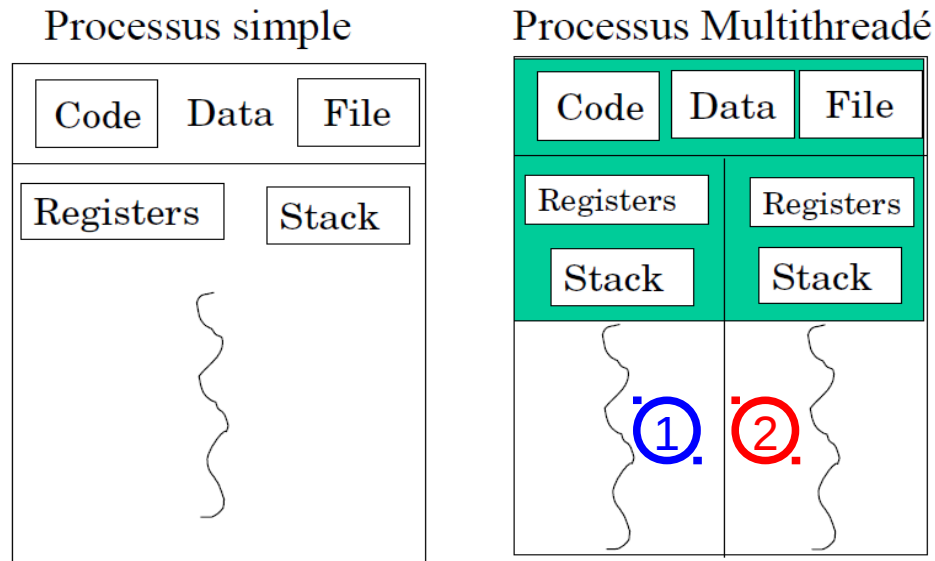 Processus simple
Code Data File
Registers Stack
Processus Multithreadé
Code Data File
Registers Registers
Stack Stack
1 2